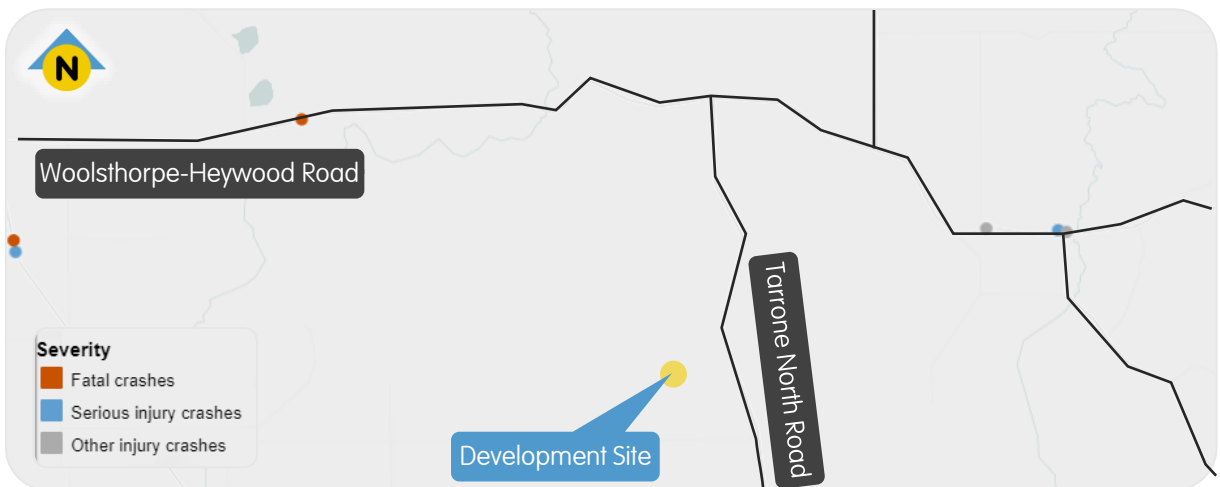 N
Woolsthorpe-Heywood Road
Tarrone North Road
Severity
Fatal crashes
Serious injury crashes
Other injury crashes
Development Site